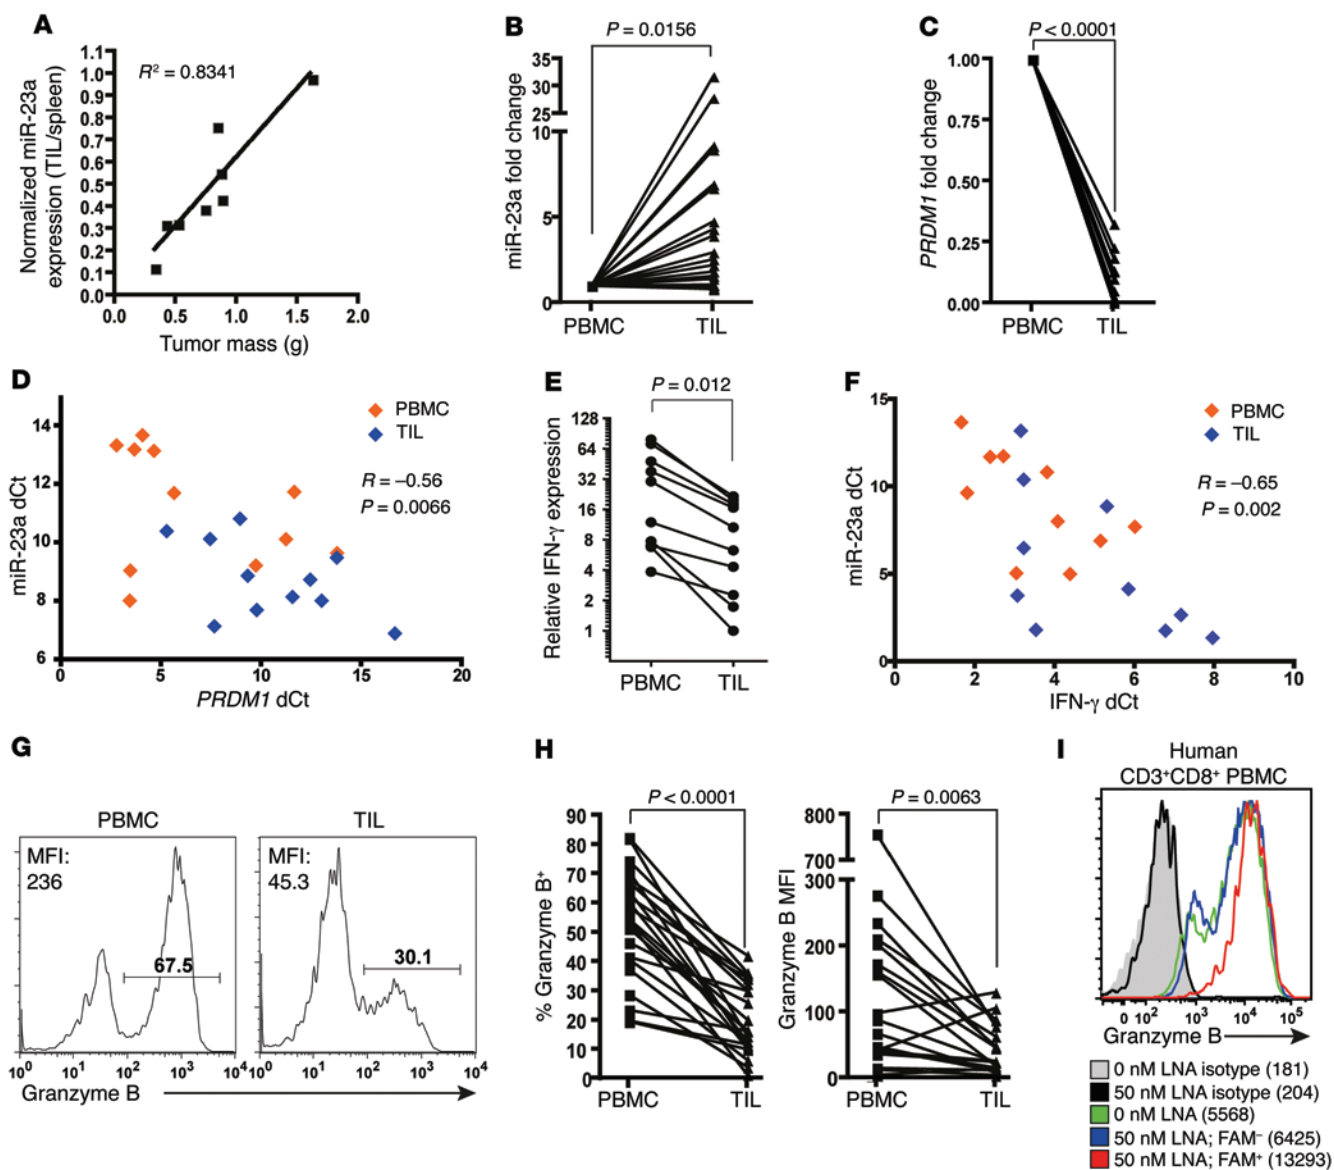 A
Normalized miR-23a
expression (TIL/spleen)
1.1
1.0
0.9
0.8
0.7
0.6
0.5
0.4
0.3
0.2
0.1
0.0
R² = 0.8341
0.0 0.5 1.0 1.5 2.0
Tumor mass (g)
B
P = 0.0156
miR-23a fold change
35
30
25
10
5
0
PBMC TIL
C
P < 0.0001
PRDM1 fold change
1.00
0.75
0.50
0.25
0.00
PBMC TIL
D
miR-23a dCt
14
12
10
8
6
PBMC
TIL
R = –0.56
P = 0.0066
0 5 10 15 20
PRDM1 dCt
E
P = 0.012
Relative IFN-γ expression
128
64
32
16
8
4
2
1
PBMC TIL
F
miR-23a dCt
15
10
5
0
PBMC
TIL
R = –0.65
P = 0.002
0 2 4 6 8 10
IFN-γ dCt
G
PBMC
MFI:
236
67.5
10⁰ 10¹ 10² 10³ 10⁴
TIL
MFI:
45.3
30.1
10⁰ 10¹ 10² 10³ 10⁴
Granzyme B
H
P < 0.0001
% Granzyme B⁺
90
80
70
60
50
40
30
20
10
0
PBMC TIL
P = 0.0063
Granzyme B MFI
800
700
300
200
100
0
PBMC TIL
I
Human
CD3⁺CD8⁺ PBMC
0 10² 10³ 10⁴ 10⁵
Granzyme B
0 nM LNA isotype (181)
50 nM LNA isotype (204)
0 nM LNA (5568)
50 nM LNA; FAM⁻ (6425)
50 nM LNA; FAM⁺ (13293)